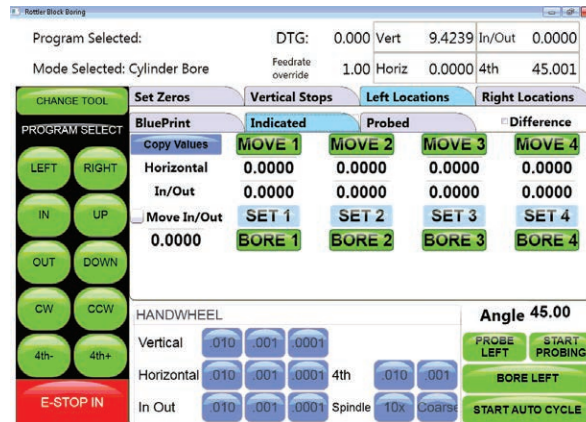 Rottler Block Boring
Program Selected: DTG: 0.000 Vert 9.4239 In/Out 0.0000
Mode Selected: Cylinder Bore Feedrate override 1.00 Horiz 0.0000 4th 45.001
CHANGE TOOL Set Zeros Vertical Stops Left Locations Right Locations
PROGRAM SELECT BluePrint Indicated Probed Difference
Copy Values MOVE 1 MOVE 2 MOVE 3 MOVE 4
LEFT RIGHT Horizontal 0.0000 0.0000 0.0000 0.0000
In/Out 0.0000 0.0000 0.0000 0.0000
IN UP Move In/Out SET 1 SET 2 SET 3 SET 4
0.0000 BORE 1 BORE 2 BORE 3 BORE 4
OUT DOWN
CW CCW HANDWHEEL Angle 45.00
Vertical .010 .001 .0001 PROBE LEFT START PROBING
4th- 4th+ Horizontal .010 .001 .0001 4th .010 .001 BORE LEFT
E-STOP IN In Out .010 .001 .0001 Spindle 10x Coarse START AUTO CYCLE